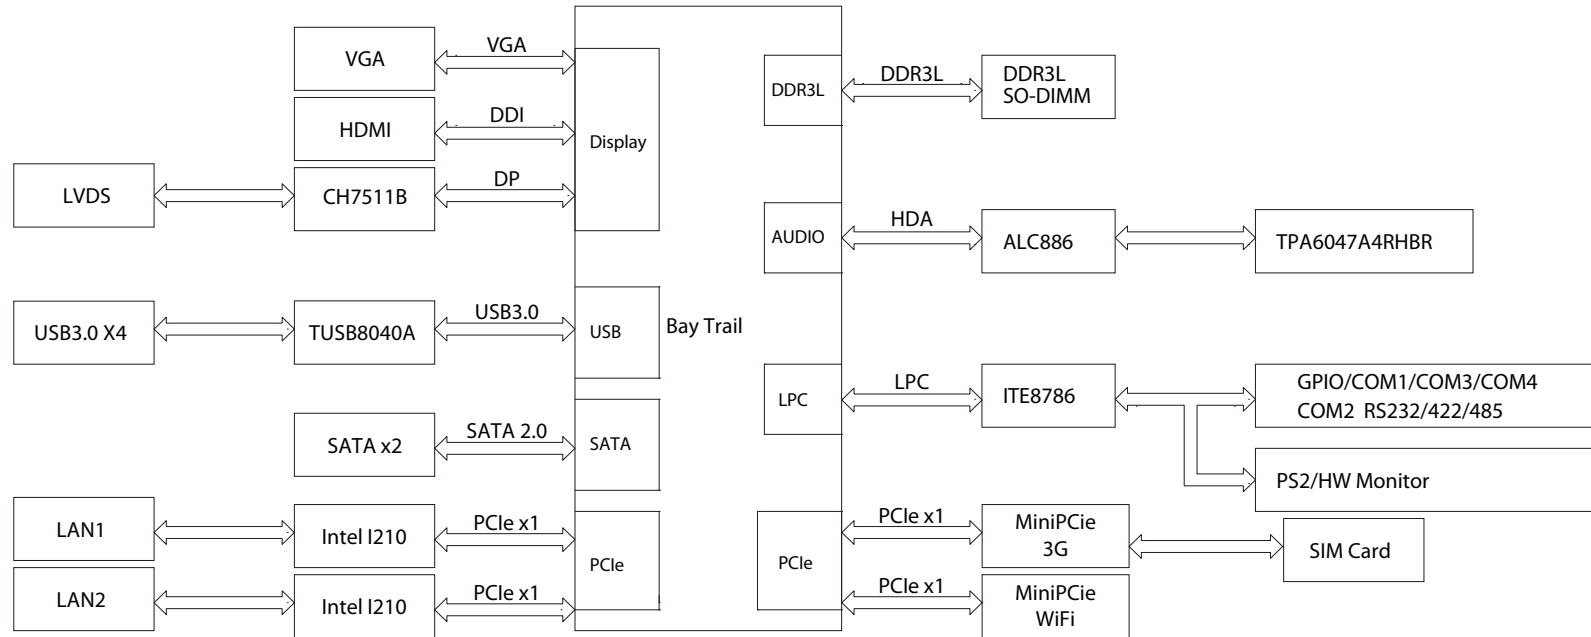 VGA
VGA
HDMI
DDI
LVDS
CH7511B
DP
Display
USB3.0 X4
TUSB8040A
USB3.0
USB
SATA x2
SATA 2.0
SATA
LAN1
Intel I210
PCIe x1
LAN2
Intel I210
PCIe x1
PCIe
Bay Trail
DDR3L
DDR3L
DDR3L
SO-DIMM
AUDIO
HDA
ALC886
TPA6047A4RHBR
LPC
LPC
ITE8786
GPIO/COM1/COM3/COM4
COM2 RS232/422/485
PS2/HW Monitor
PCIe
PCIe x1
MiniPCie
3G
SIM Card
PCIe x1
MiniPCie
WiFi